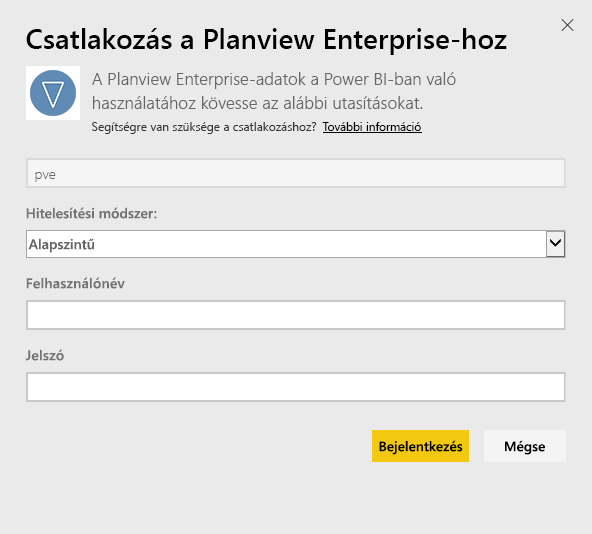 Csatlakozás a Planview Enterprise-hoz
A Planview Enterprise-adatok a Power BI-ban való
használatához kövesse az alábbi utasításokat.
Segítségre van szüksége a csatlakozáshoz? További információ
pve
Hitelesítési módszer:
Alapszintű
Felhasználónév
Jelszó
Bejelentkezés Mégse